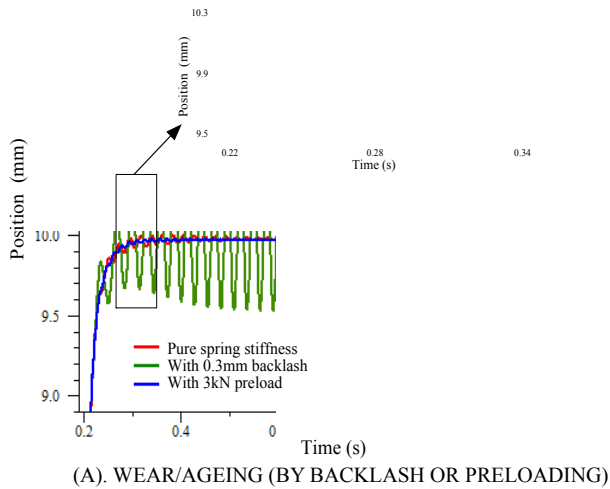 10.3
9.9
9.5
Position (mm)
0.22
0.28
0.34
Time (s)
Position (mm)
10.0
9.5
9.0
Pure spring stiffness
With 0.3mm backlash
With 3kN preload
0.2
0.4
0
Time (s)
(A). WEAR/AGEING (BY BACKLASH OR PRELOADING)